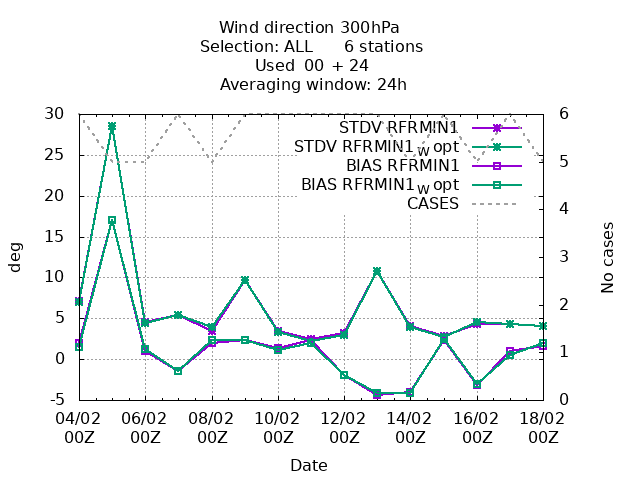 Wind direction 300hPa
Selection: ALL 6 stations
Used 00 + 24
Averaging window: 24h
30 6
STDV RFRMIN1
25 5
STDV RFRMIN1_w opt
BIAS RFRMIN1
20 4
BIAS RFRMIN1_w opt
CASES
15 3
10 2
5 1
0
-5 0
deg
No cases
04/02 06/02 08/02 10/02 12/02 14/02 16/02 18/02
00Z 00Z 00Z 00Z 00Z 00Z 00Z 00Z
Date